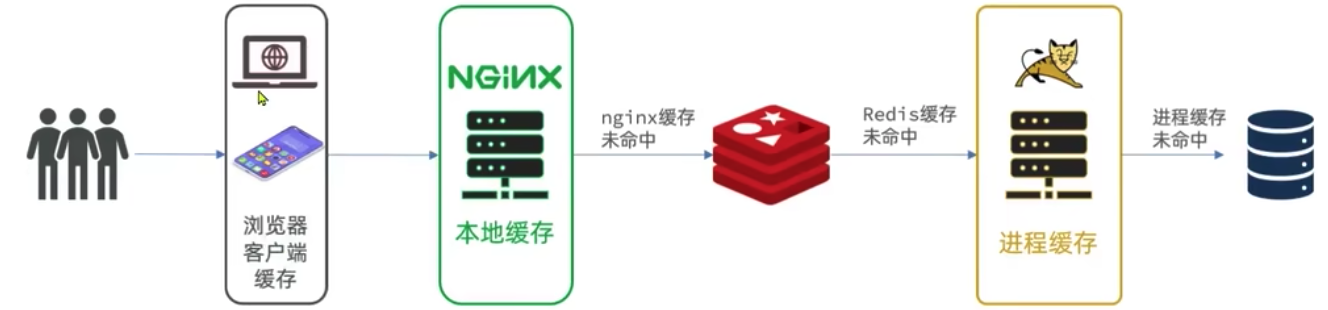 浏览器
客户端
缓存
NGiNX
本地缓存
nginx缓存
未命中
Redis缓存
未命中
进程缓存
进程缓存
未命中